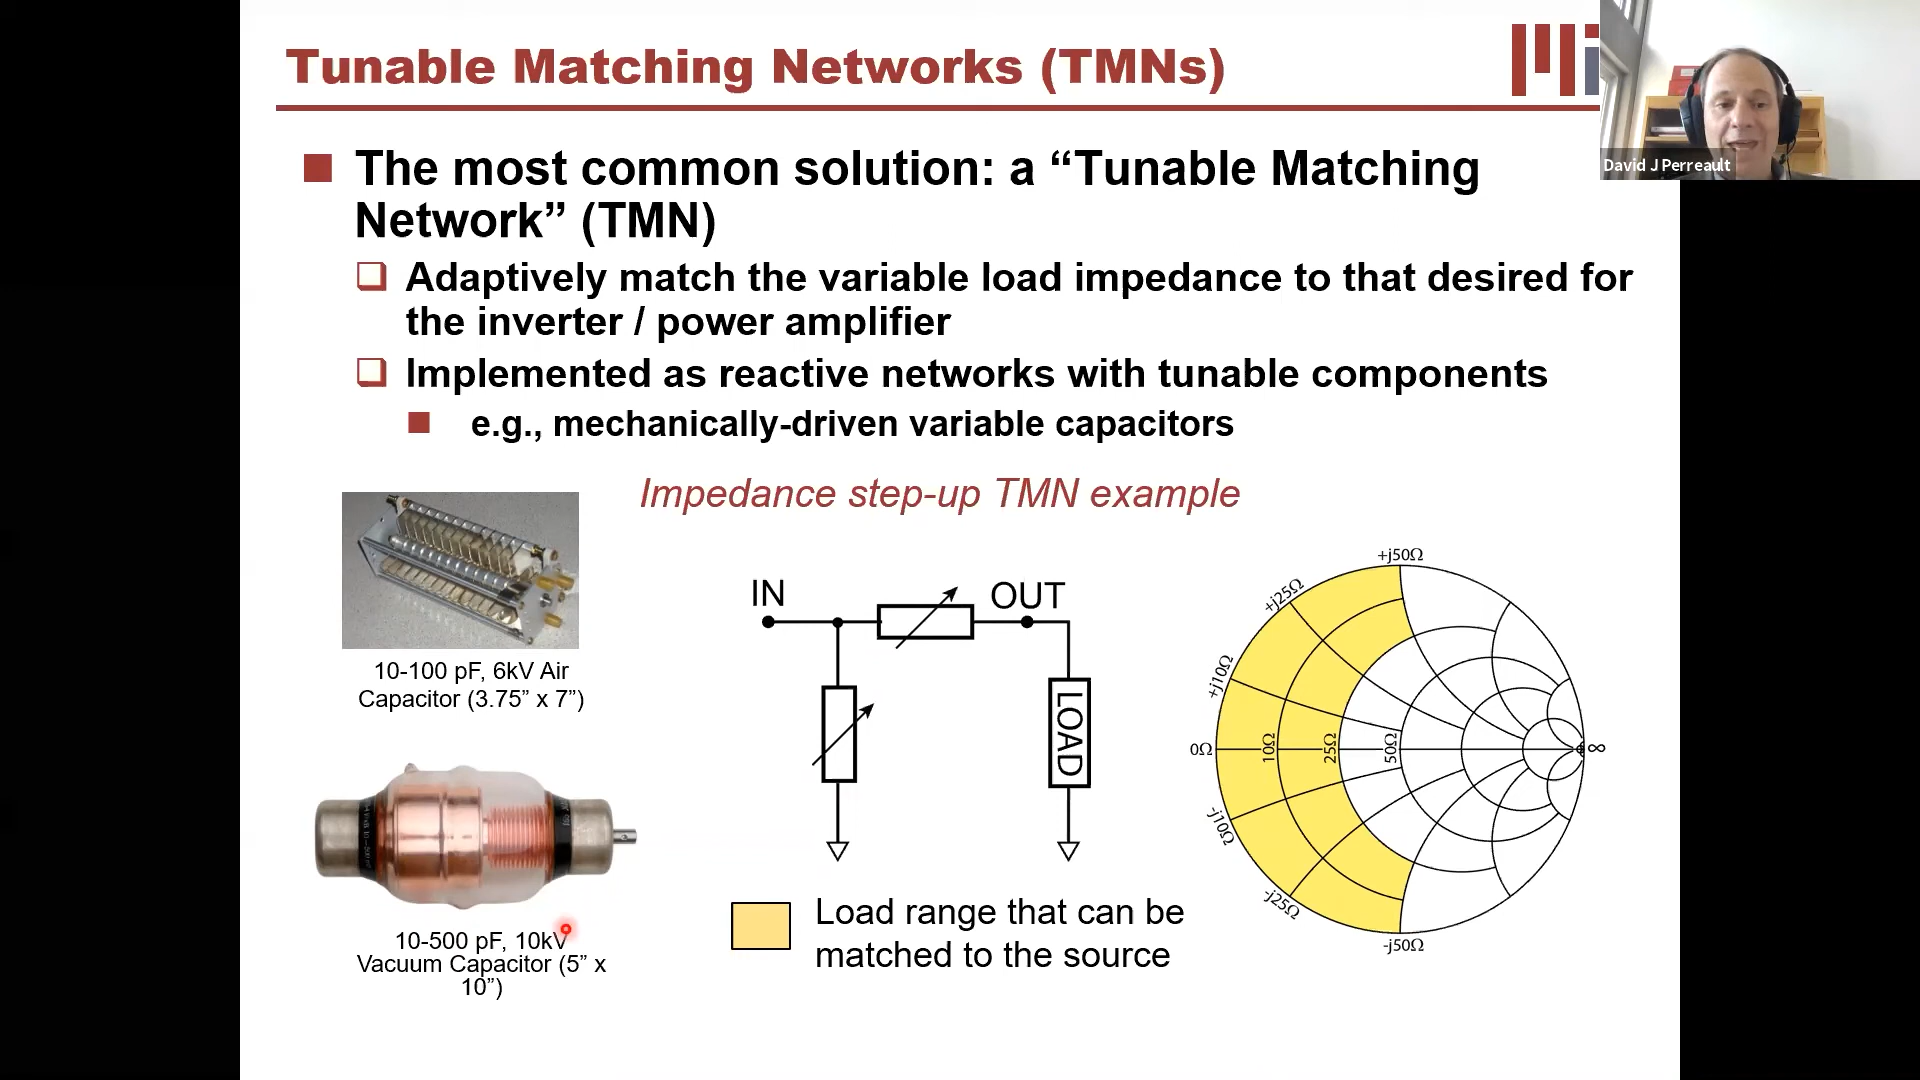 Tunable Matching Networks (TMNs)
David J Perreault
The most common solution: a “Tunable Matching
Network” (TMN)
Adaptively match the variable load impedance to that desired for
the inverter / power amplifier
Implemented as reactive networks with tunable components
e.g., mechanically-driven variable capacitors
Impedance step-up TMN example
10-100 pF, 6kV Air
Capacitor (3.75” x 7”)
10-500 pF, 10kV
Vacuum Capacitor (5” x
10”)
IN
OUT
LOAD
Load range that can be
matched to the source
+j50Ω
+j25Ω
+j10Ω
0Ω
10Ω
25Ω
50Ω
∞
-j10Ω
-j25Ω
-j50Ω